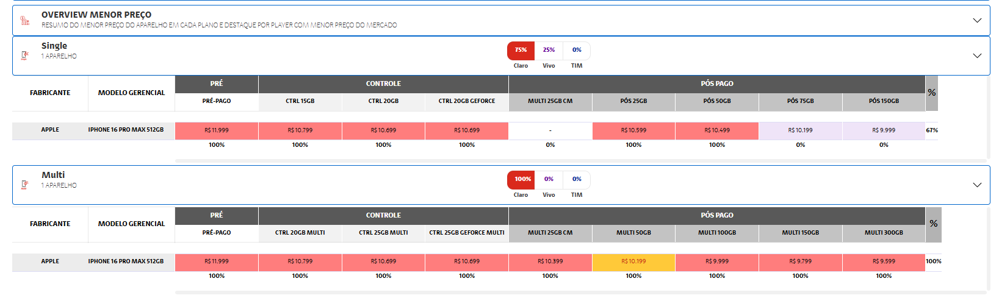 OVERVIEW MENOR PREÇO
RESUMO DO MENOR PREÇO DO APARELHO EM CADA PLANO E DESTAQUE POR PLAYER COM MENOR PREÇO DO MERCADO
Single
1 APARELHO
75% 25% 0%
Claro Vivo TIM
FABRICANTE MODELO GERENCIAL PRÉ CONTROLE PÓS PAGO %
PRÉ-PAGO CTRL 15GB CTRL 20GB CTRL 20GB GEFORCE MULTI 25GB CM PÓS 25GB PÓS 50GB PÓS 75GB PÓS 150GB
APPLE IPHONE 16 PRO MAX 512GB R$ 11.999 R$ 10.799 R$ 10.699 R$ 10.699 - R$ 10.599 R$ 10.499 R$ 10.199 R$ 9.999 67%
100% 100% 100% 100% 0% 100% 100% 0% 0%
Multi
1 APARELHO
100% 0% 0%
Claro Vivo TIM
FABRICANTE MODELO GERENCIAL PRÉ CONTROLE PÓS PAGO %
PRÉ-PAGO CTRL 20GB MULTI CTRL 25GB MULTI CTRL 25GB GEFORCE MULTI MULTI 25GB CM MULTI 50GB MULTI 100GB MULTI 150GB MULTI 300GB
APPLE IPHONE 16 PRO MAX 512GB R$ 11.999 R$ 10.799 R$ 10.699 R$ 10.699 R$ 10.399 R$ 10.199 R$ 9.999 R$ 9.799 R$ 9.599 100%
100% 100% 100% 100% 100% 100% 100% 100% 100%